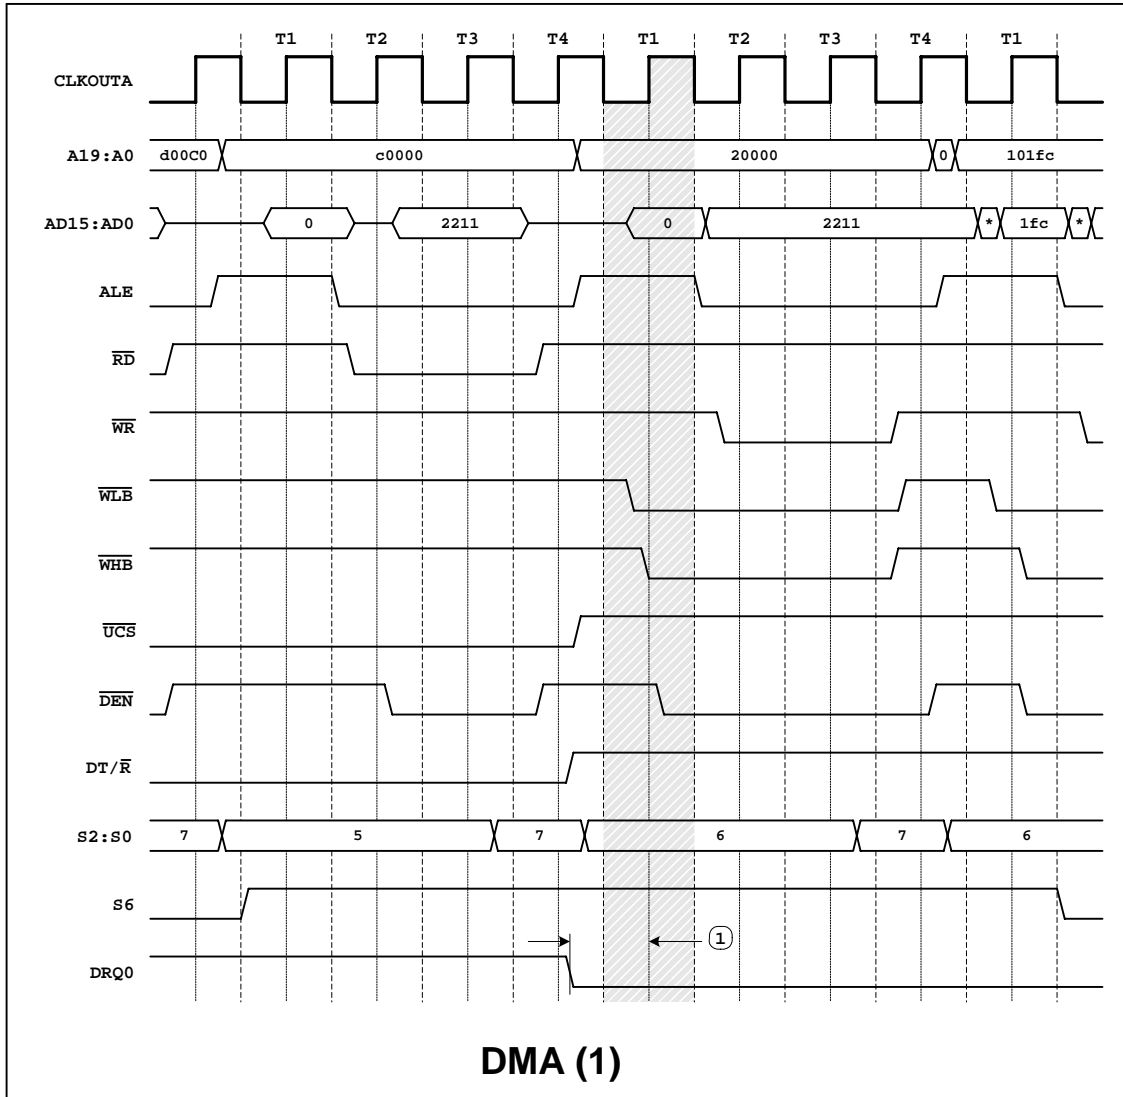 T1 T2 T3 T4 T1 T2 T3 T4 T1
CLKOUTA
A19:A0 d00C0 c0000 20000 0 101fc
AD15:AD0 0 2211 0 2211 * 1fc *
ALE
RD
WR
WLB
WHB
UCS
DEN
DT/R
S2:S0 7 5 7 6 7 6
S6
1
DRQ0
DMA (1)